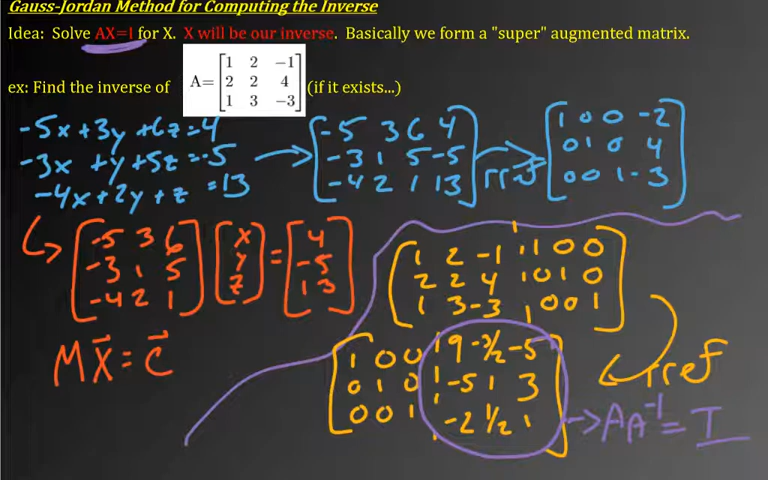 Gauss-Jordan Method for Computing the Inverse
Idea: Solve AX=I for X. X will be our inverse. Basically we form a "super" augmented matrix.
ex: Find the inverse of A= (if it exists...)
1 2 −1
2 2 4
1 3 −3
-5x+3y+6z=4
-3x+y+5z=-5
-4x+2y+z=13
-5 3 6 4
-3 1 5 -5
-4 2 1 13
rref
1 0 0 -2
0 1 0 4
0 0 1 -3
-5 3 6 x = 4
-3 1 5 y -5
-4 2 1 z 13
Mx=c
1 2 -1 1 0 0
2 2 4 0 1 0
1 3 -3 0 0 1
rref
1 0 0 9 -3/2 -5
0 1 0 -5 1 3
0 0 1 -2 1/2 1
AA⁻¹=I